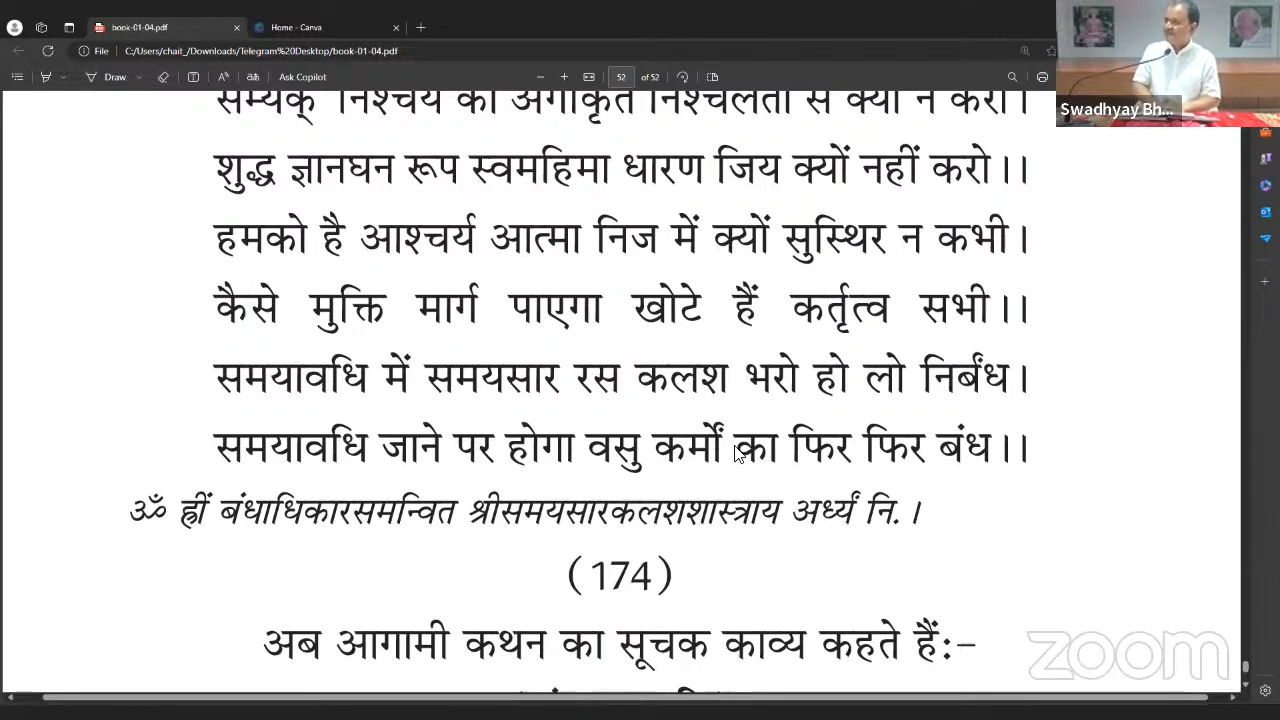 book-01-04.pdf
Home - Canva
File
C:/Users/chait_/Downloads/Telegram%20Desktop/book-01-04.pdf
Draw
Ask Copilot
52 of 52
Swadhyay Bh...
सम्यक् निश्चय को अंगीकृत निश्चलता से क्यों न करो।
शुद्ध ज्ञानघन रूप स्वमहिमा धारण जिय क्यों नहीं करो।।
हमको है आश्चर्य आत्मा निज में क्यों सुस्थिर न कभी।
कैसे मुक्ति मार्ग पाएगा खोटे हैं कर्तृत्व सभी।।
समयावधि में समयसार रस कलश भरो हो लो निर्बंध।
समयावधि जाने पर होगा वसु कर्मों का फिर फिर बंध।।
ॐ ह्रीं बंधाधिकारसमन्वित श्रीसमयसारकलशशास्त्राय अर्ध्यं नि.।
(174)
अब आगामी कथन का सूचक काव्य कहते हैं:-
zoom